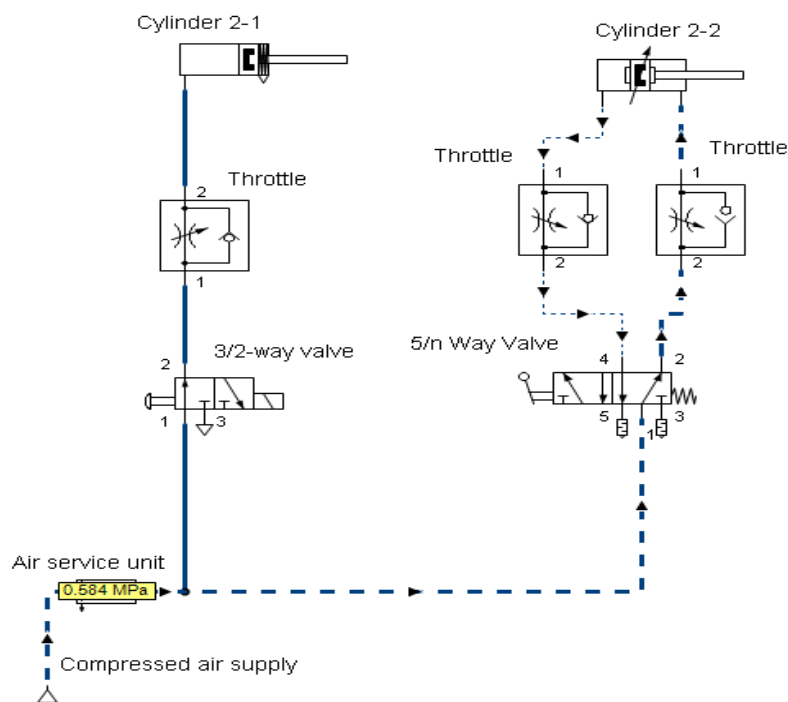 Cylinder 2-1
Cylinder 2-2
Throttle
Throttle
Throttle
2
1
1
1
2
2
3/2-way valve
5/n Way Valve
2
4
2
1
3
5
1
3
Air service unit
0.584 MPa
Compressed air supply